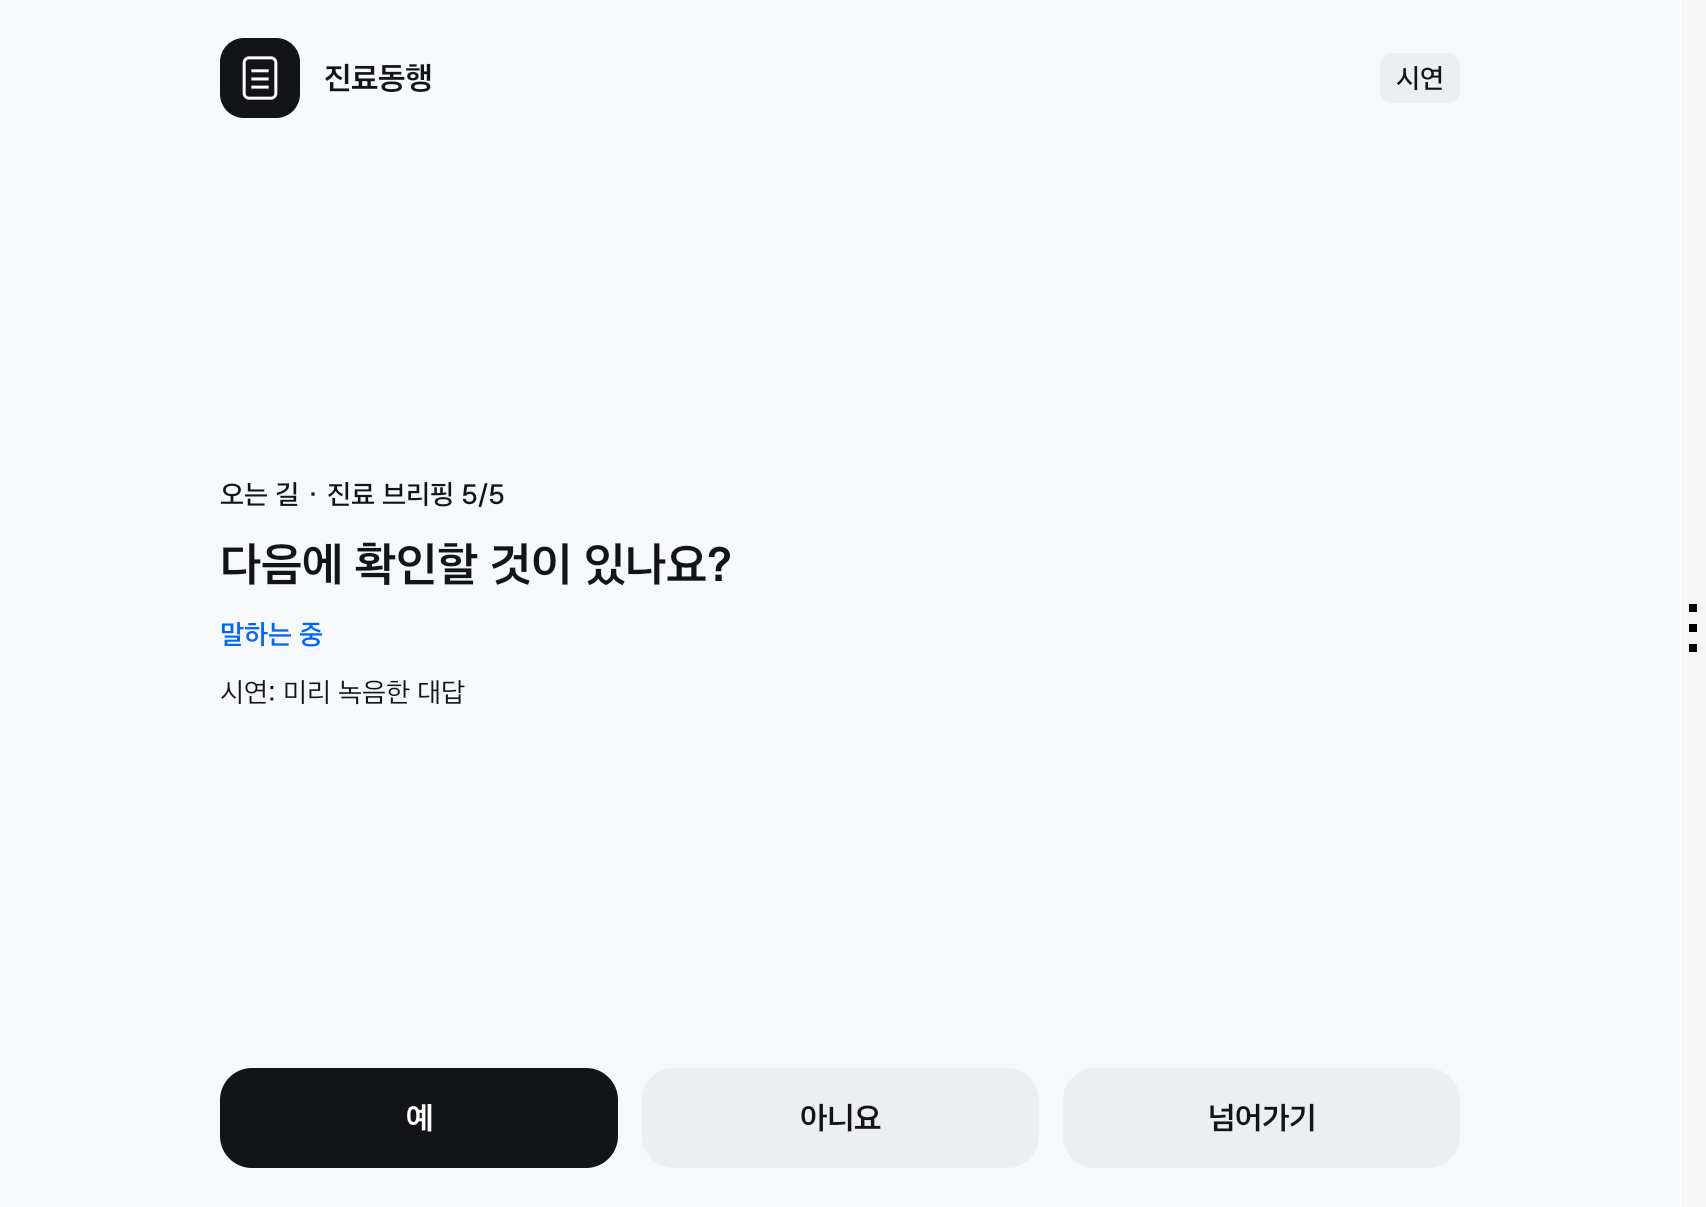 진료동행
시연
오는 길 · 진료 브리핑 5/5
다음에 확인할 것이 있나요?
말하는 중
시연: 미리 녹음한 대답
예
아니요
넘어가기